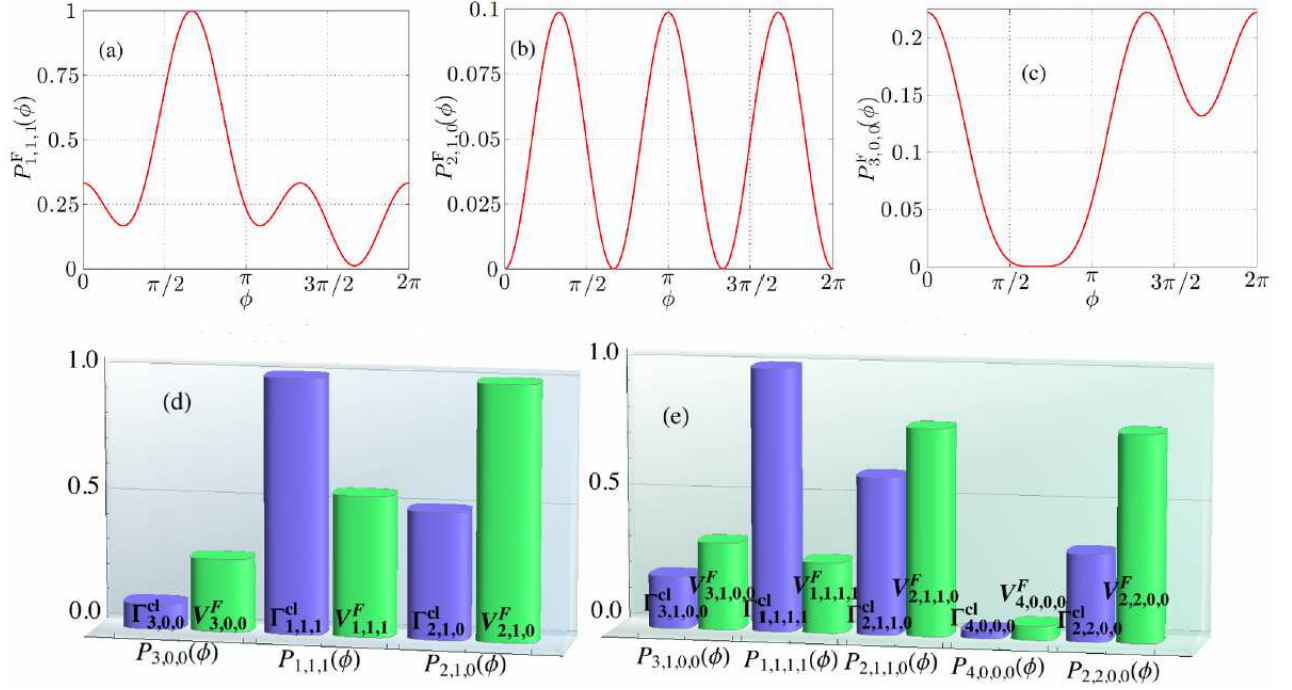 (a)
P^F_{1,1,1}(ϕ)
1
0.75
0.5
0.25
0
0 π/2 π 3π/2 2π
ϕ
(b)
P^F_{2,1,0}(ϕ)
0.1
0.075
0.05
0.025
0
0 π/2 π 3π/2 2π
ϕ
(c)
P^F_{3,0,0}(ϕ)
0.2
0.15
0.1
0.05
0
0 π/2 π 3π/2 2π
ϕ
(d)
1.0
0.5
0.0
Γ^cl_{3,0,0} V^F_{3,0,0} Γ^cl_{1,1,1} V^F_{1,1,1} Γ^cl_{2,1,0} V^F_{2,1,0}
P_{3,0,0}(ϕ) P_{1,1,1}(ϕ) P_{2,1,0}(ϕ)
(e)
1.0
0.5
0.0
Γ^cl_{3,1,0,0} V^F_{3,1,0,0} Γ^cl_{1,1,1,1} V^F_{1,1,1,1} Γ^cl_{2,1,1,0} V^F_{2,1,1,0} Γ^cl_{4,0,0,0} V^F_{4,0,0,0} Γ^cl_{2,2,0,0} V^F_{2,2,0,0}
P_{3,1,0,0}(ϕ) P_{1,1,1,1}(ϕ) P_{2,1,1,0}(ϕ) P_{4,0,0,0}(ϕ) P_{2,2,0,0}(ϕ)